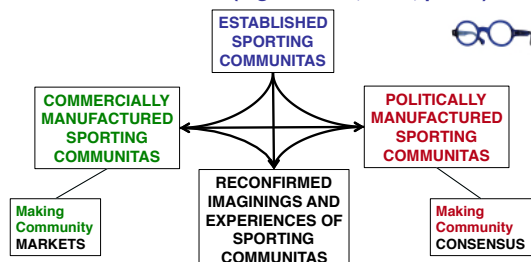 ESTABLISHED
SPORTING
COMMUNITAS
COMMERCIALLY
MANUFACTURED
SPORTING
COMMUNITAS
POLITICALLY
MANUFACTURED
SPORTING
COMMUNITAS
RECONFIRMED
IMAGININGS AND
EXPERIENCES OF
SPORTING
COMMUNITAS
Making
Community
MARKETS
Making
Community
CONSENSUS